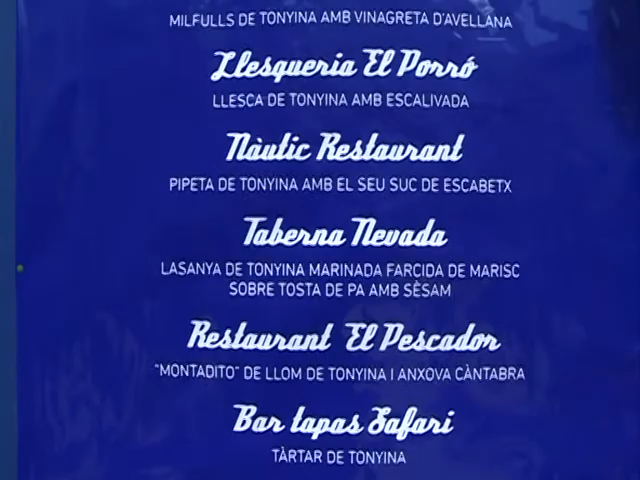 MILFULLS DE TONYINA AMB VINAGRETA D'AVELLANA
Llesqueria El Porró
LLESCA DE TONYINA AMB ESCALIVADA
Nàutic Restaurant
PIPETA DE TONYINA AMB EL SEU SUC DE ESCABETX
Taberna Nevada
LASANYA DE TONYINA MARINADA FARCIDA DE MARISC
SOBRE TOSTA DE PA AMB SÈSAM
Restaurant El Pescador
"MONTADITO" DE LLOM DE TONYINA I ANXOVA CÀNTABRA
Bar tapas Safari
TÀRTAR DE TONYINA